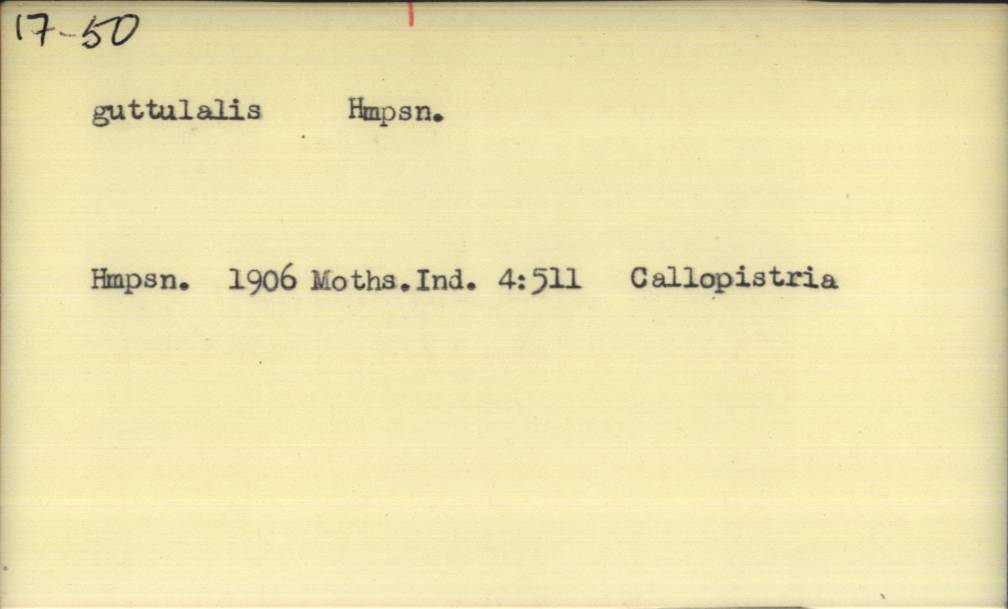 17-50
guttulalis Hmpsn.
Hmpsn. 1906 Moths.Ind. 4:511 Callopistria